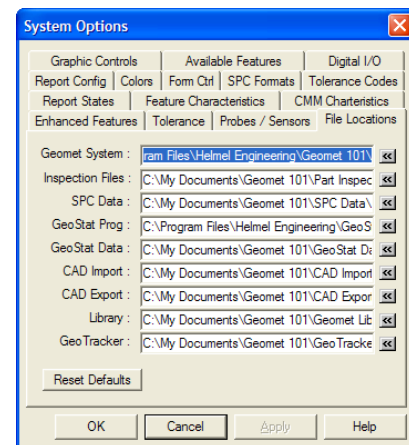 System Options
Graphic Controls Available Features Digital I/O
Report Config Colors Form Ctrl SPC Formats Tolerance Codes
Report States Feature Characteristics CMM Charteristics
Enhanced Features Tolerance Probes / Sensors File Locations
Geomet System : ram Files\Helmel Engineering\Geomet 101\
Inspection Files : C:\My Documents\Geomet 101\Part Inspec
SPC Data : C:\My Documents\Geomet 101\SPC Data\
GeoStat Prog : C:\Program Files\Helmel Engineering\GeoS
GeoStat Data : C:\My Documents\Geomet 101\GeoStat Da
CAD Import : C:\My Documents\Geomet 101\CAD Import
CAD Export : C:\My Documents\Geomet 101\CAD Expor
Library : C:\My Documents\Geomet 101\Geomet Lib
GeoTracker : C:\My Documents\Geomet 101\GeoTracke
Reset Defaults
OK Cancel Apply Help